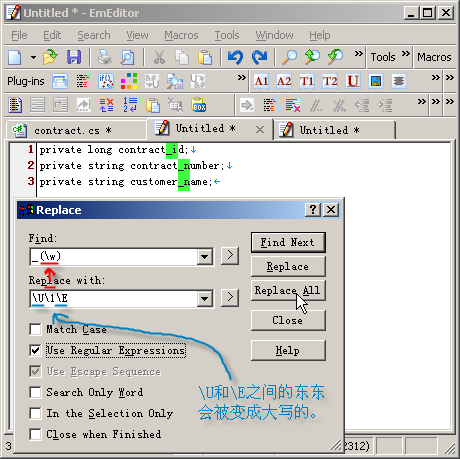 Untitled * - EmEditor
File Edit Search View Macros Tools Window Help
Tools » Macros
Plug-ins A1 A2 T1 T2 U
BOX
contract.cs * Untitled * Untitled *
1 private long contract_id;↓
2 private string contract_number;↓
3 private string customer_name;←
Replace
Find:
_(\w)
1
Replace with:
\U\1\E
Match Case
Use Regular Expressions
Use Escape Sequence
Search Only Word
In the Selection Only
Close when Finished
Find Next
Replace
Replace All
Close
Help
\U和\E之间的东东
会被变成大写的。
3 2312)